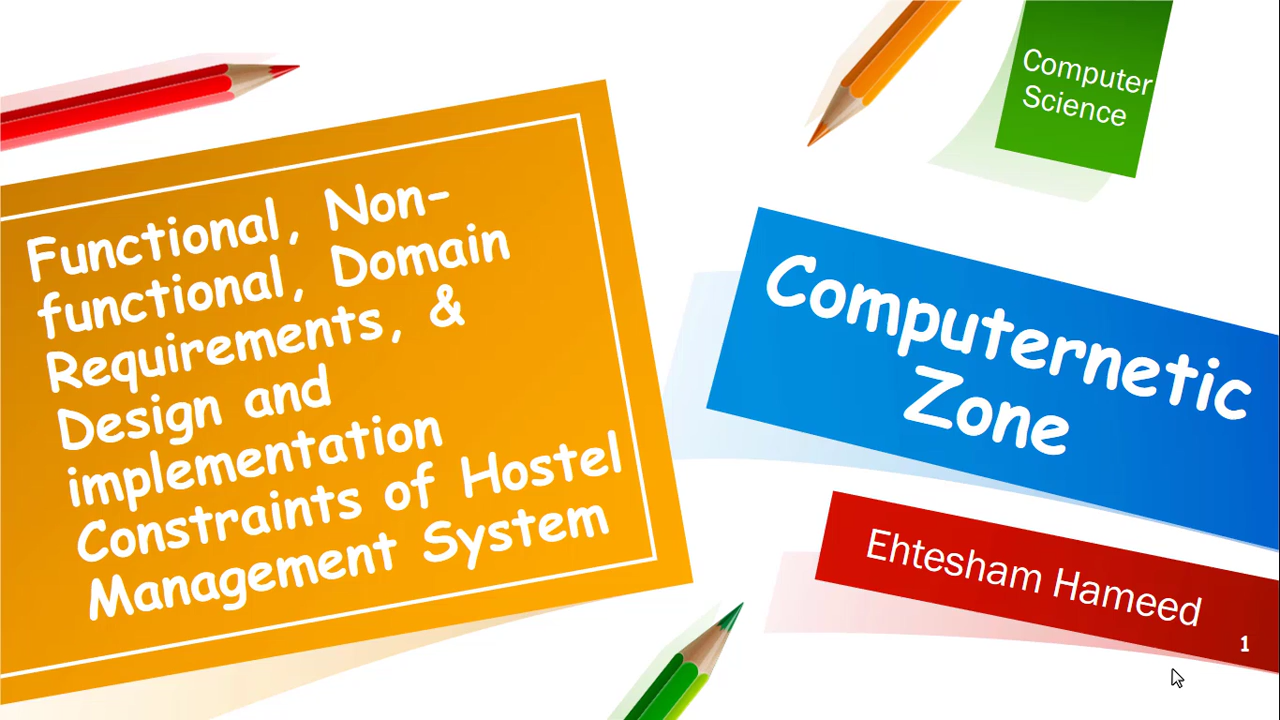 Functional, Non-
functional, Domain
Requirements, &
Design and
implementation
Constraints of Hostel
Management System
Computer
Science
Computernetic
Zone
Ehtesham Hameed
1